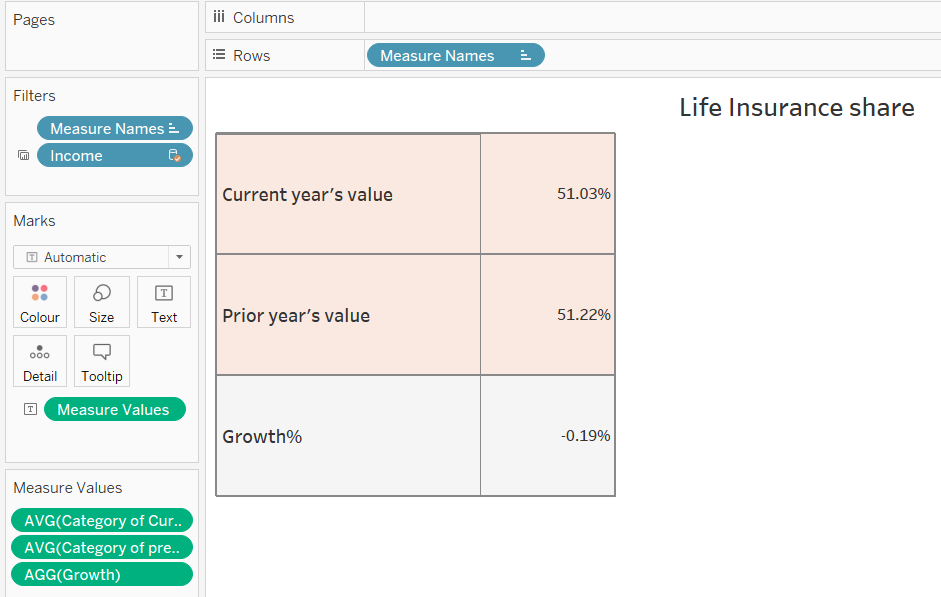 Pages
Columns
Rows
Measure Names
Filters
Measure Names
Income
Marks
Automatic
Colour
Size
Text
Detail
Tooltip
Measure Values
Measure Values
AVG(Category of Cur..
AVG(Category of pre..
AGG(Growth)
Life Insurance share
Current year’s value 51.03%
Prior year’s value 51.22%
Growth% -0.19%